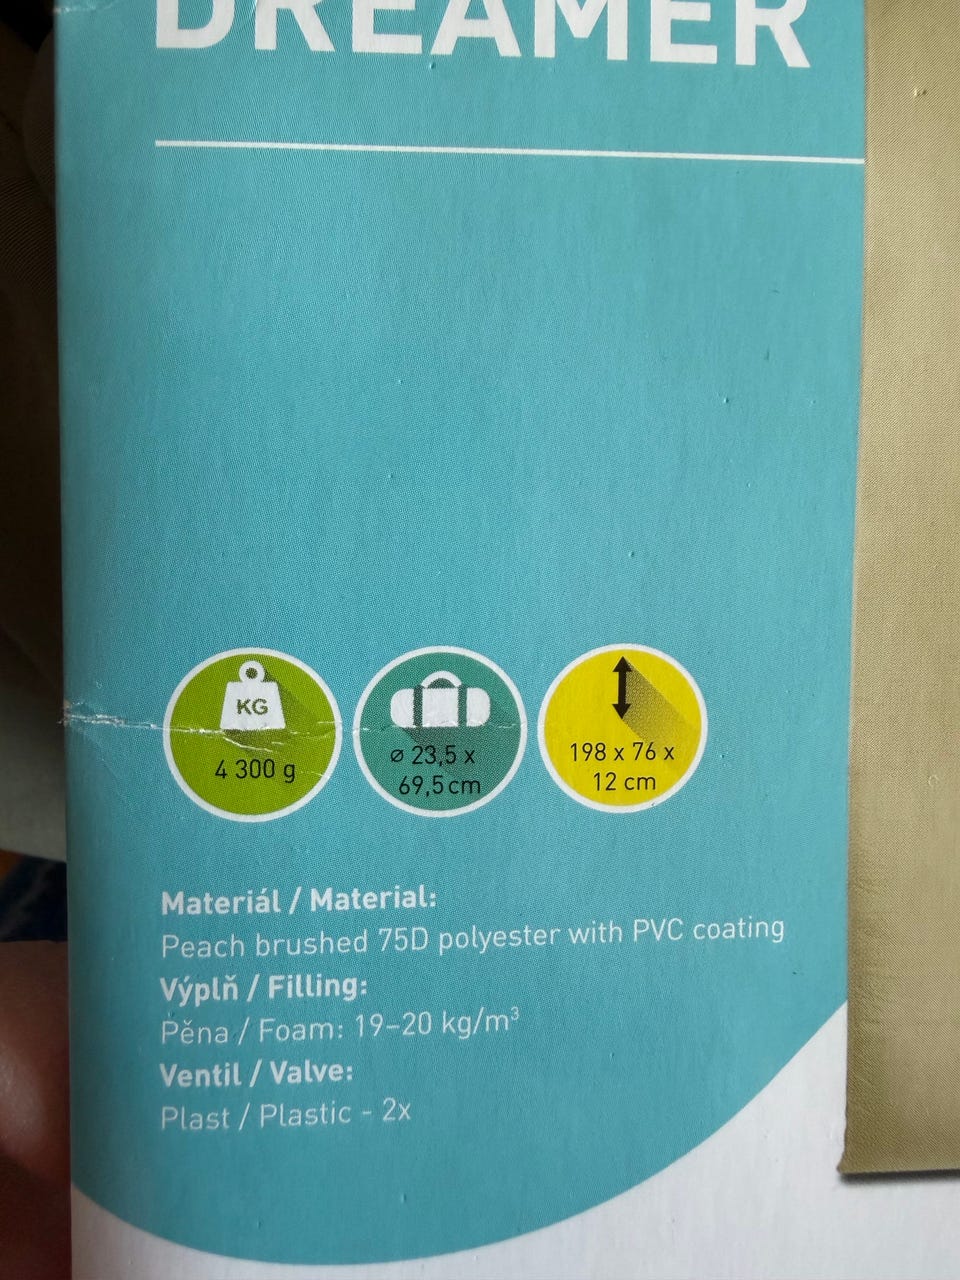 DREAMER
KG
4 300 g
⌀ 23,5 x
69,5 cm
198 x 76 x
12 cm
Materiál / Material:
Peach brushed 75D polyester with PVC coating
Výplň / Filling:
Pěna / Foam: 19–20 kg/m³
Ventil / Valve:
Plast / Plastic - 2x